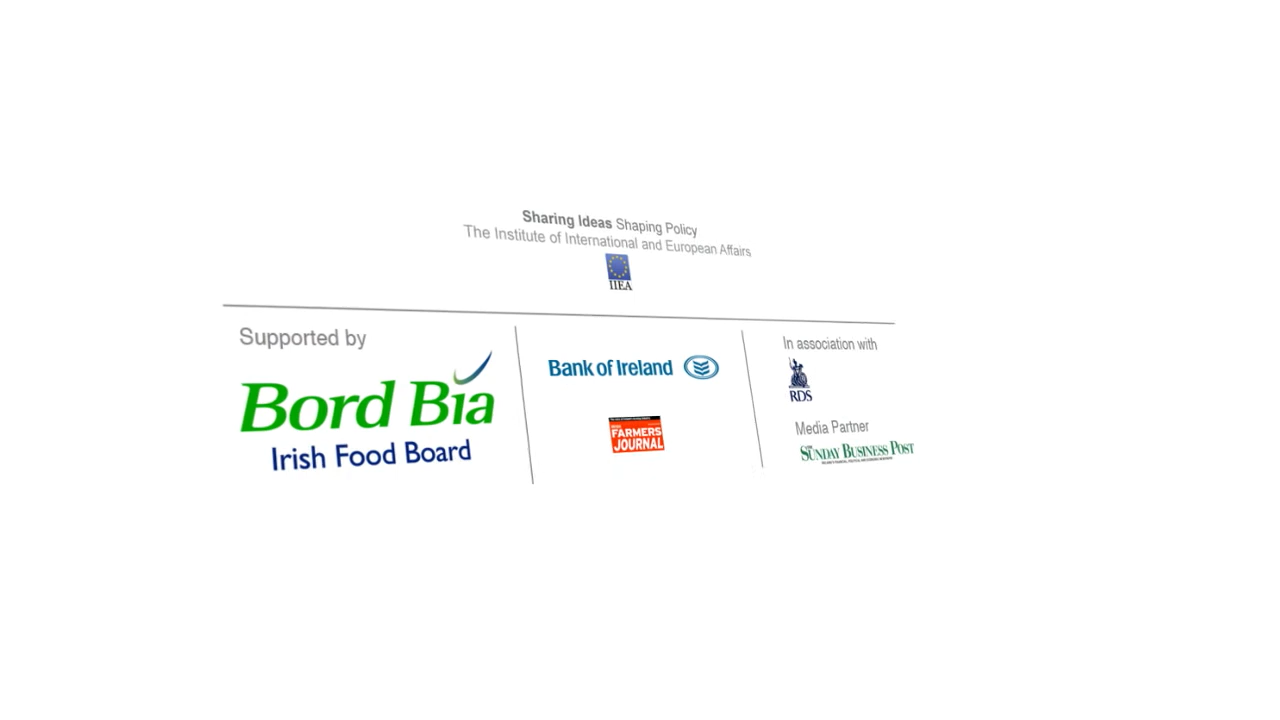 Sharing Ideas Shaping Policy
The Institute of International and European Affairs
IIEA
Supported by
Bord Bia
Irish Food Board
Bank of Ireland
FARMERS
JOURNAL
In association with
RDS
Media Partner
THE SUNDAY BUSINESS POST